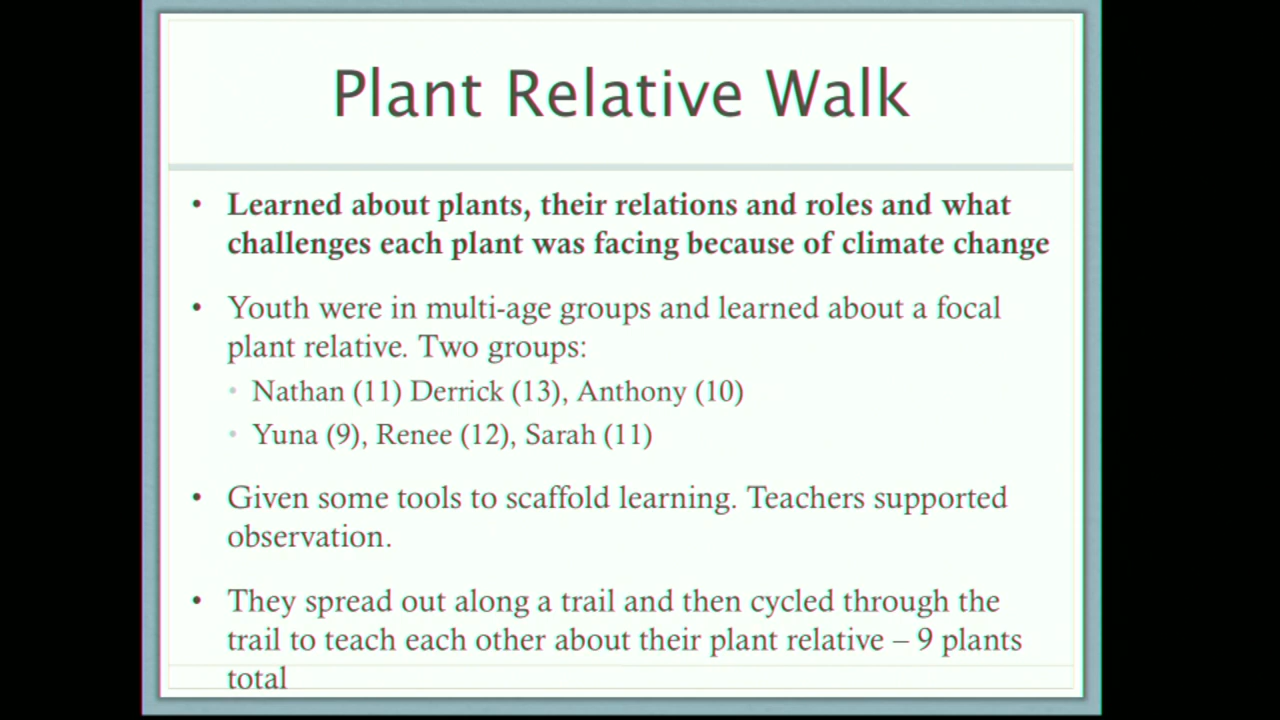 Plant Relative Walk
• Learned about plants, their relations and roles and what
challenges each plant was facing because of climate change
• Youth were in multi-age groups and learned about a focal
plant relative. Two groups:
• Nathan (11) Derrick (13), Anthony (10)
• Yuna (9), Renee (12), Sarah (11)
• Given some tools to scaffold learning. Teachers supported
observation.
• They spread out along a trail and then cycled through the
trail to teach each other about their plant relative – 9 plants
total